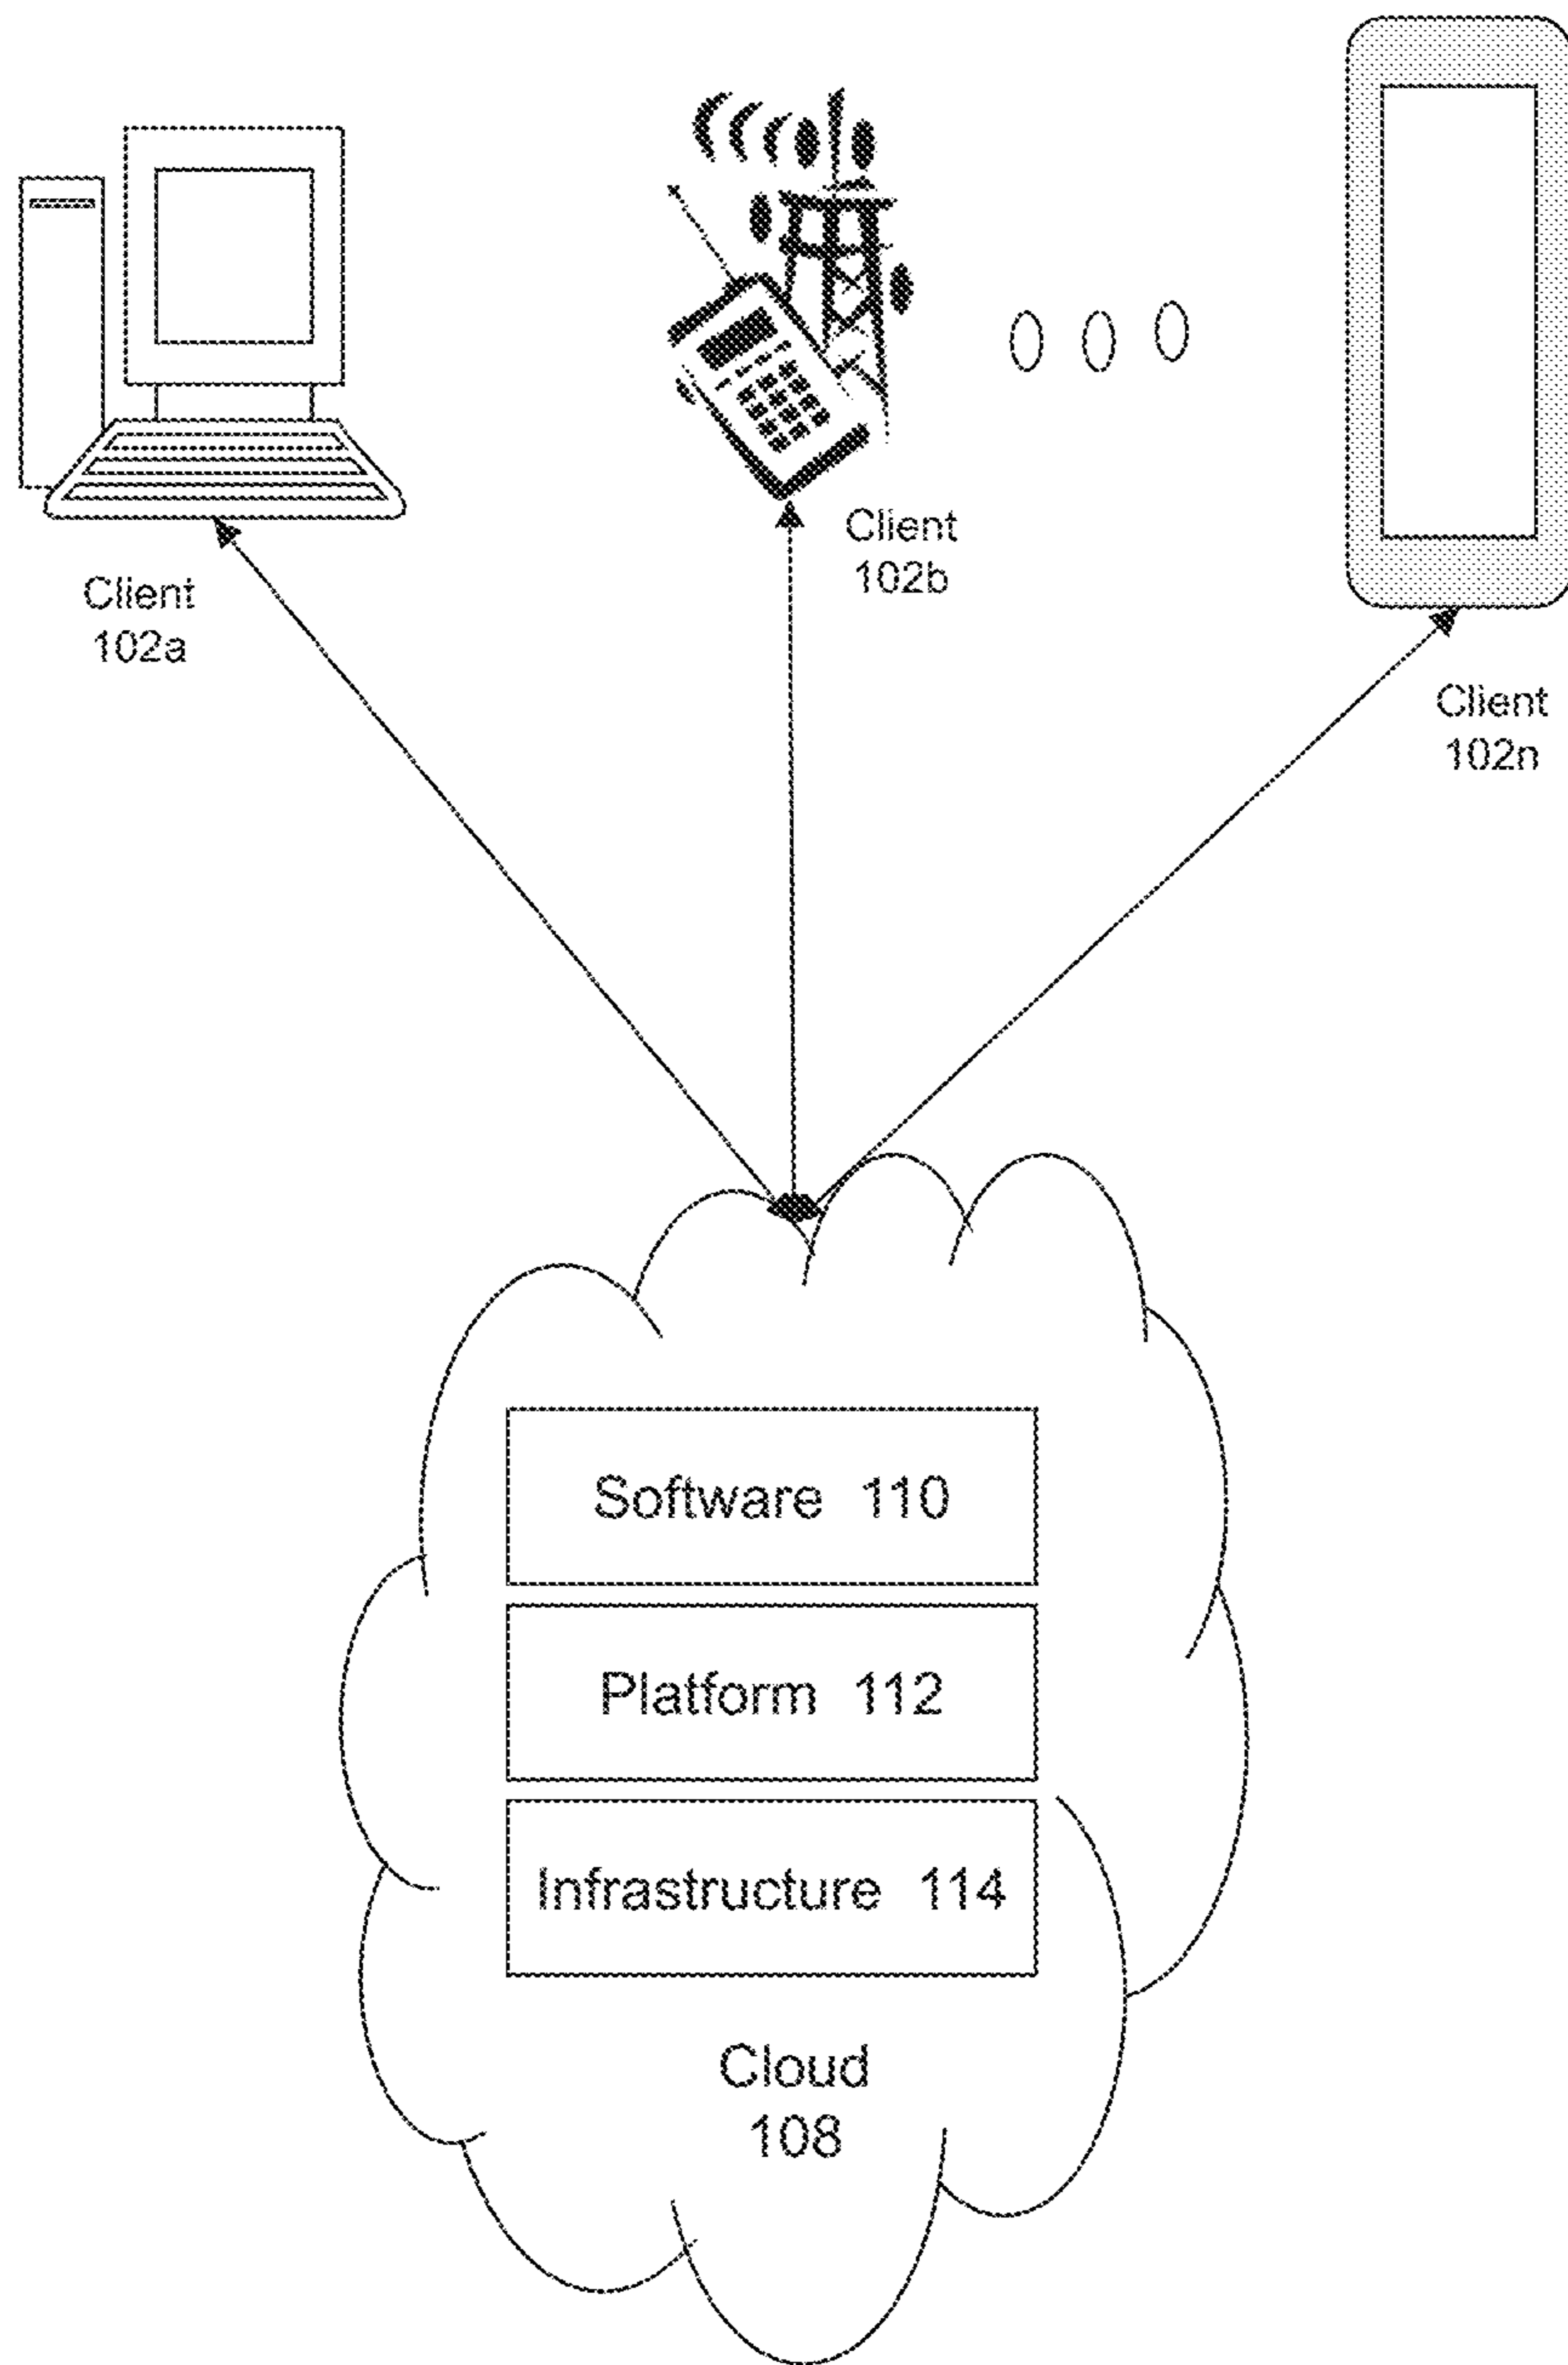 Client
102a
Client
102b
Client
102n
Software 110
Platform 112
Infrastructure 114
Cloud
108